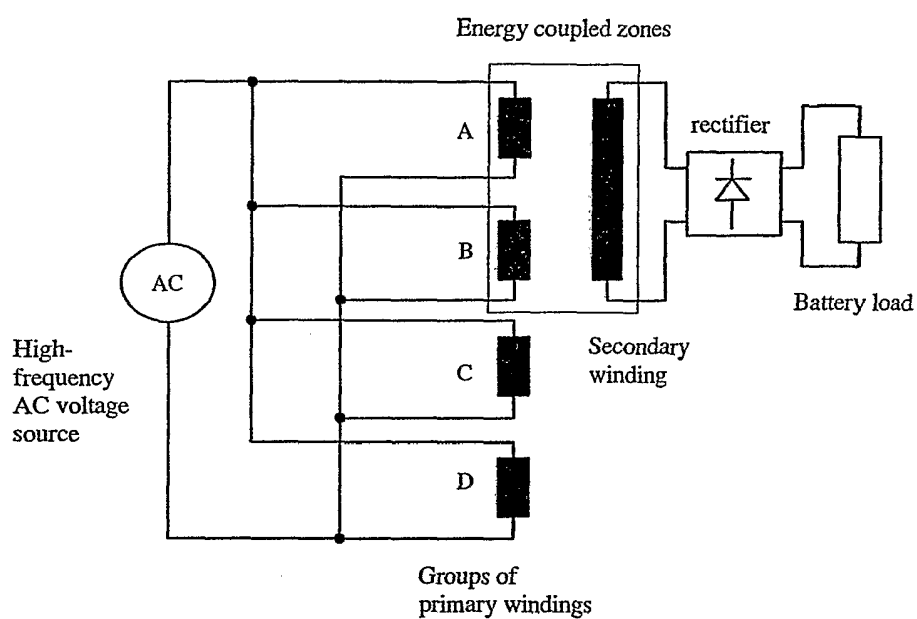 Energy coupled zones
A
rectifier
B
AC
Battery load
High-
frequency
AC voltage
source
Secondary
winding
C
D
Groups of
primary windings